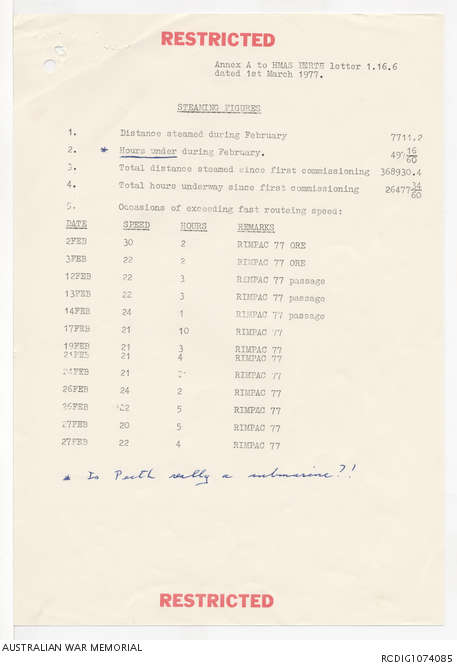 RESTRICTED
Annex A to HMAS PERTH letter 1.16.6
dated 1st March 1977.
STEAMING FIGURES
1. Distance steamed during February 7711.2
2. * Hours under during February. 16/60
3. Total distance steamed since first commissioning 368930.4
4. Total hours underway since first commissioning 26477 34/60
5. Occasions of exceeding fast routeing speed:
DATE SPEED HOURS REMARKS
2FEB 30 2 RIMPAC 77 ORE
3FEB 22 2 RIMPAC 77 ORE
12FEB 22 3 RIMPAC 77 passage
13FEB 22 3 RIMPAC 77 passage
14FEB 24 1 RIMPAC 77 passage
17FEB 21 10 RIMPAC 77
19FEB 21 3 RIMPAC 77
21FEB 21 4 RIMPAC 77
21 RIMPAC 77
26FEB 24 2 RIMPAC 77
26FEB 22 5 RIMPAC 77
27FEB 20 5 RIMPAC 77
27FEB 22 4 RIMPAC 77
* Is Perth really a submarine?!
RESTRICTED
AUSTRALIAN WAR MEMORIAL RCDIG1074085